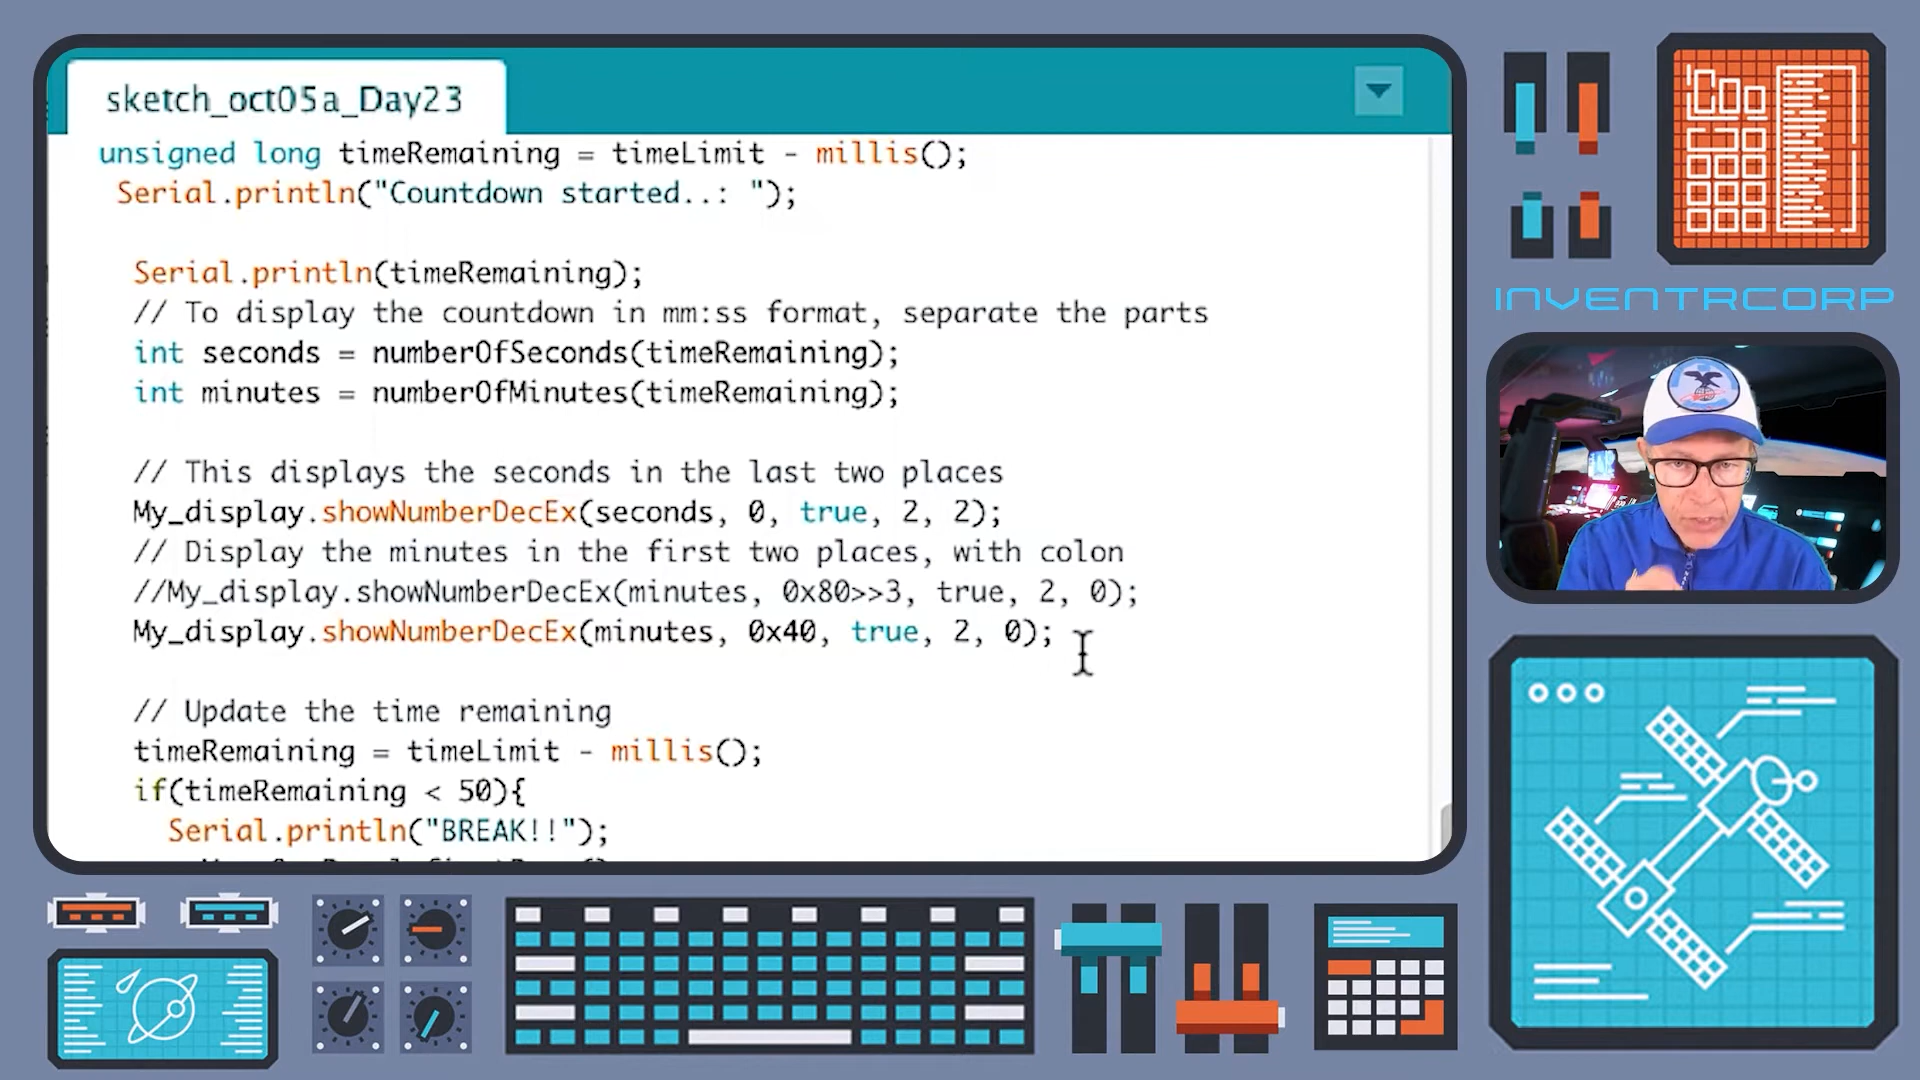 sketch_oct05a_Day23
unsigned long timeRemaining = timeLimit - millis();
Serial.println("Countdown started..: ");
Serial.println(timeRemaining);
// To display the countdown in mm:ss format, separate the parts
int seconds = numberOfSeconds(timeRemaining);
int minutes = numberOfMinutes(timeRemaining);
// This displays the seconds in the last two places
My_display.showNumberDecEx(seconds, 0, true, 2, 2);
// Display the minutes in the first two places, with colon
//My_display.showNumberDecEx(minutes, 0x80>>3, true, 2, 0);
My_display.showNumberDecEx(minutes, 0x40, true, 2, 0);
// Update the time remaining
timeRemaining = timeLimit - millis();
if(timeRemaining < 50){
Serial.println("BREAK!!");
INVENTRCORP